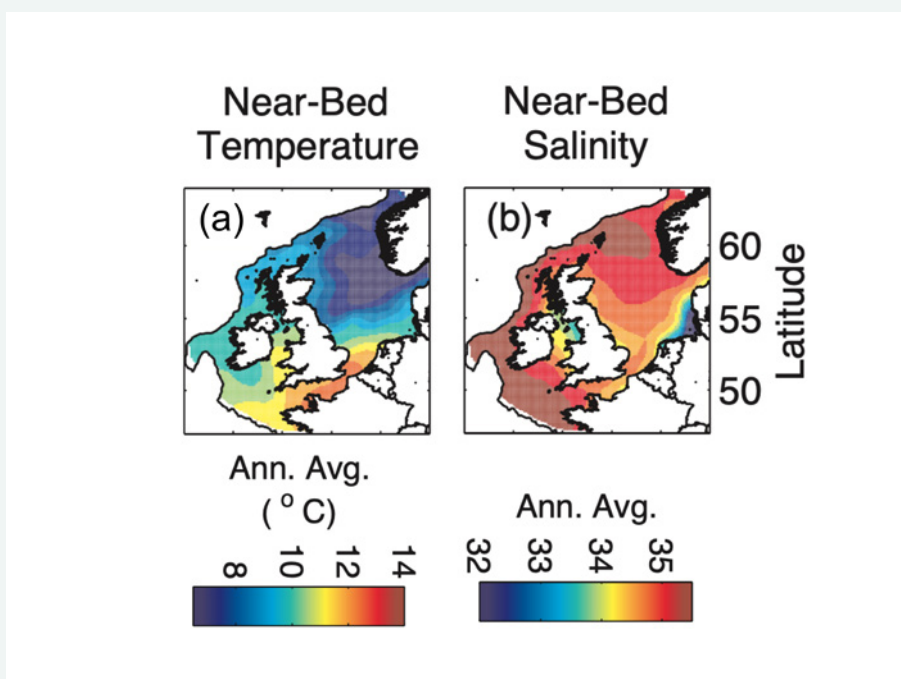 Near-Bed
Temperature
Near-Bed
Salinity
(a)
(b)
60
55
50
Latitude
Ann. Avg.
( ° C)
8 10 12 14
Ann. Avg.
32 33 34 35